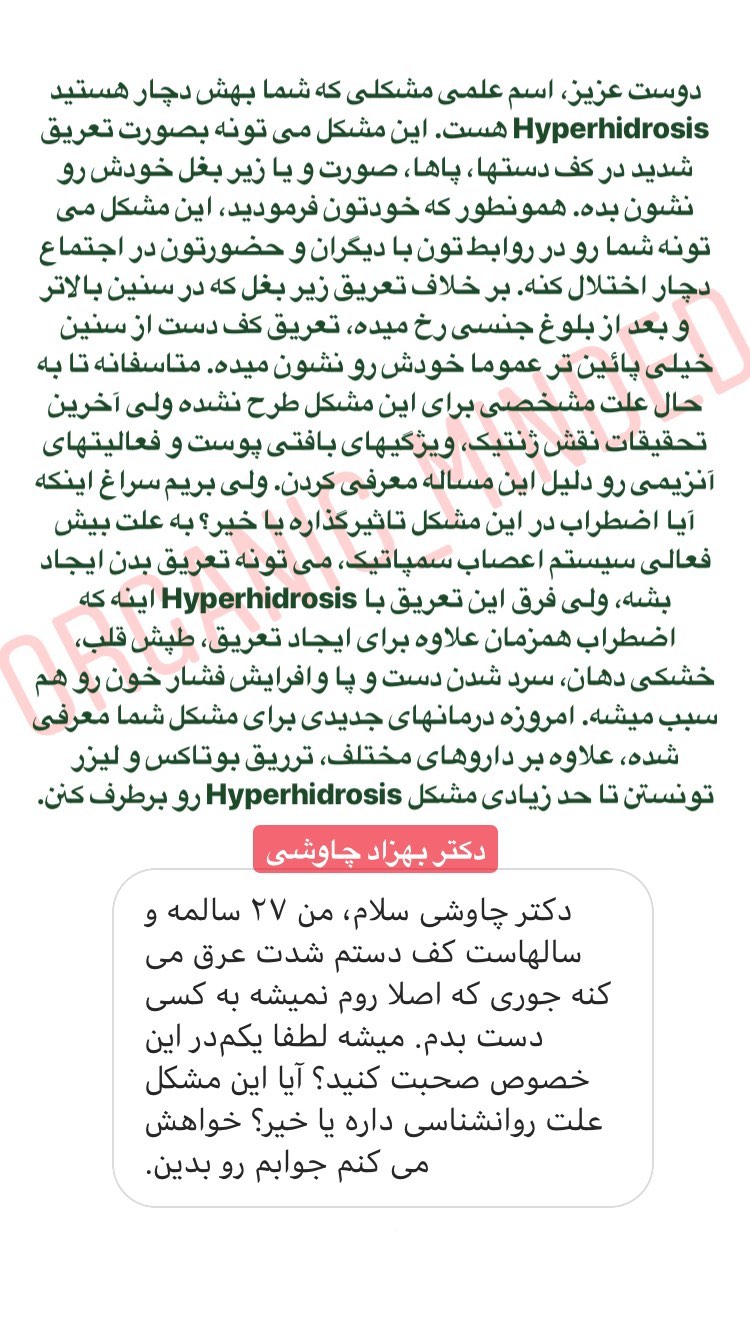 دوست عزیز، اسم علمی مشکلی که شما بهش دچار هستید
Hyperhidrosis هست. این مشکل می تونه بصورت تعریق
شدید در کف دستها، پاها، صورت و یا زیر بغل خودش رو
نشون بده. همونطور که خودتون فرمودید، این مشکل می
تونه شما رو در روابط تون با دیگران و حضورتون در اجتماع
دچار اختلال کنه. بر خلاف تعریق زیر بغل که در سنین بالاتر
و بعد از بلوغ جنسی رخ میده، تعریق کف دست از سنین
خیلی پائین تر عموما خودش رو نشون میده. متاسفانه تا به
حال علت مشخصی برای این مشکل طرح نشده ولی آخرین
تحقیقات نقش ژنتیک، ویژگیهای بافتی پوست و فعالیتهای
آنزیمی رو دلیل این مساله معرفی کردن. ولی بریم سراغ اینکه
آیا اضطراب در این مشکل تاثیرگذاره یا خیر؟ به علت بیش
فعالی سیستم اعصاب سمپاتیک، می تونه تعریق بدن ایجاد
بشه، ولی فرق این تعریق با Hyperhidrosis اینه که
اضطراب همزمان علاوه برای ایجاد تعریق، طپش قلب،
خشکی دهان، سرد شدن دست و پا وافرایش فشار خون رو هم
سبب میشه. امروزه درمانهای جدیدی برای مشکل شما معرفی
شده، علاوه بر داروهای مختلف، ترریق بوتاکس و لیزر
تونستن تا حد زیادی مشکل Hyperhidrosis رو برطرف کنن.
ORGANIC_MINDED
دکتر بهزاد چاوشی
دکتر چاوشی سلام، من ۲۷ سالمه و
سالهاست کف دستم شدت عرق می
کنه جوری که اصلا روم نمیشه به کسی
دست بدم. میشه لطفا یکم‌در این
خصوص صحبت کنید؟ آیا این مشکل
علت روانشناسی داره یا خیر؟ خواهش
می کنم جوابم رو بدین.